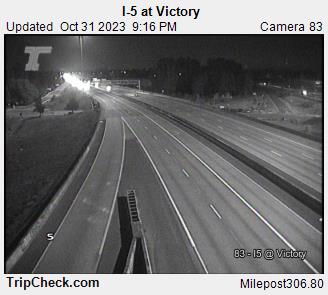 I-5 at Victory
Updated Oct 31 2023 9:16 PM Camera 83
T
S
83 - I5 @ Victory
TripCheck.com Milepost306.80